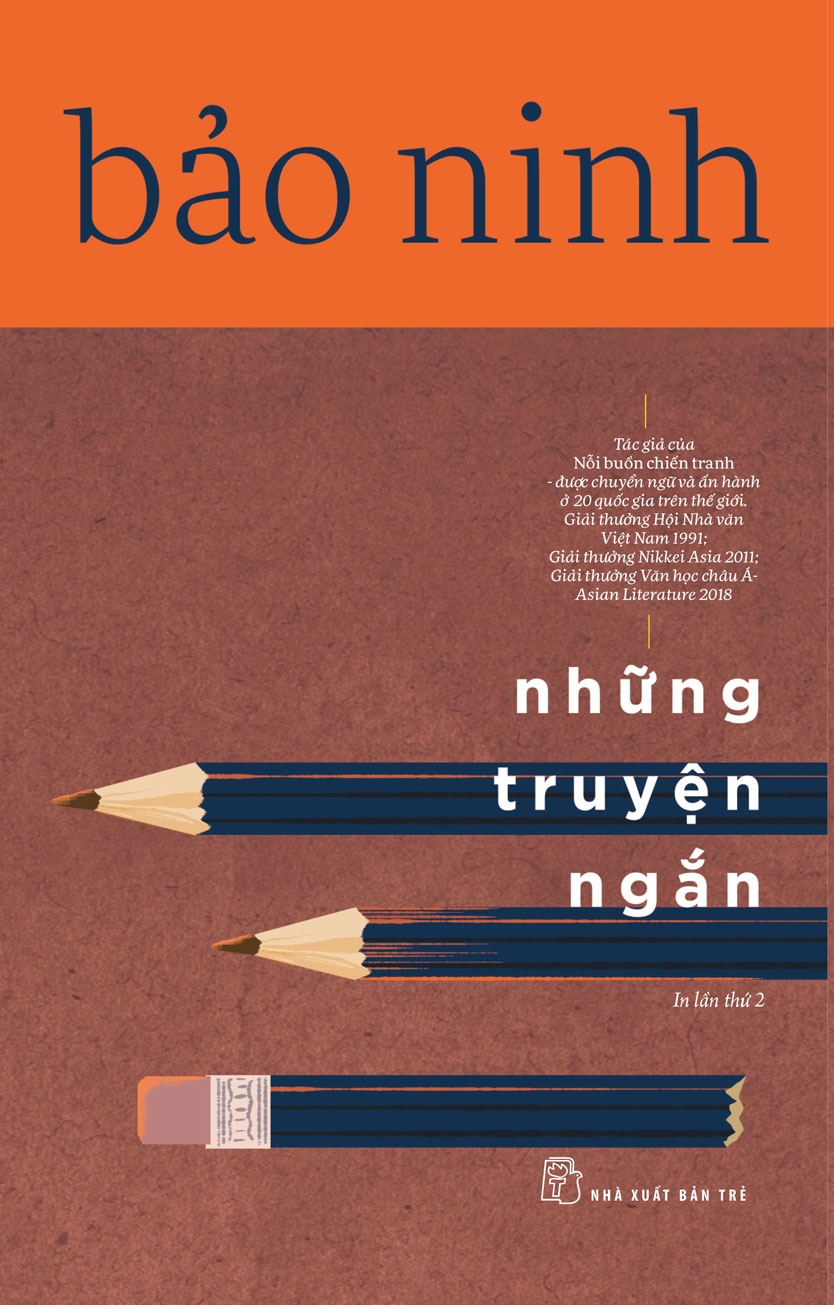 bảo ninh
Tác giả của
Nỗi buồn chiến tranh
- được chuyển ngữ và ấn hành
ở 20 quốc gia trên thế giới.
Giải thưởng Hội Nhà văn
Việt Nam 1991;
Giải thưởng Nikkei Asia 2011;
Giải thưởng Văn học châu Á-
Asian Literature 2018
những
truyện
ngắn
In lần thứ 2
NHÀ XUẤT BẢN TRẺ